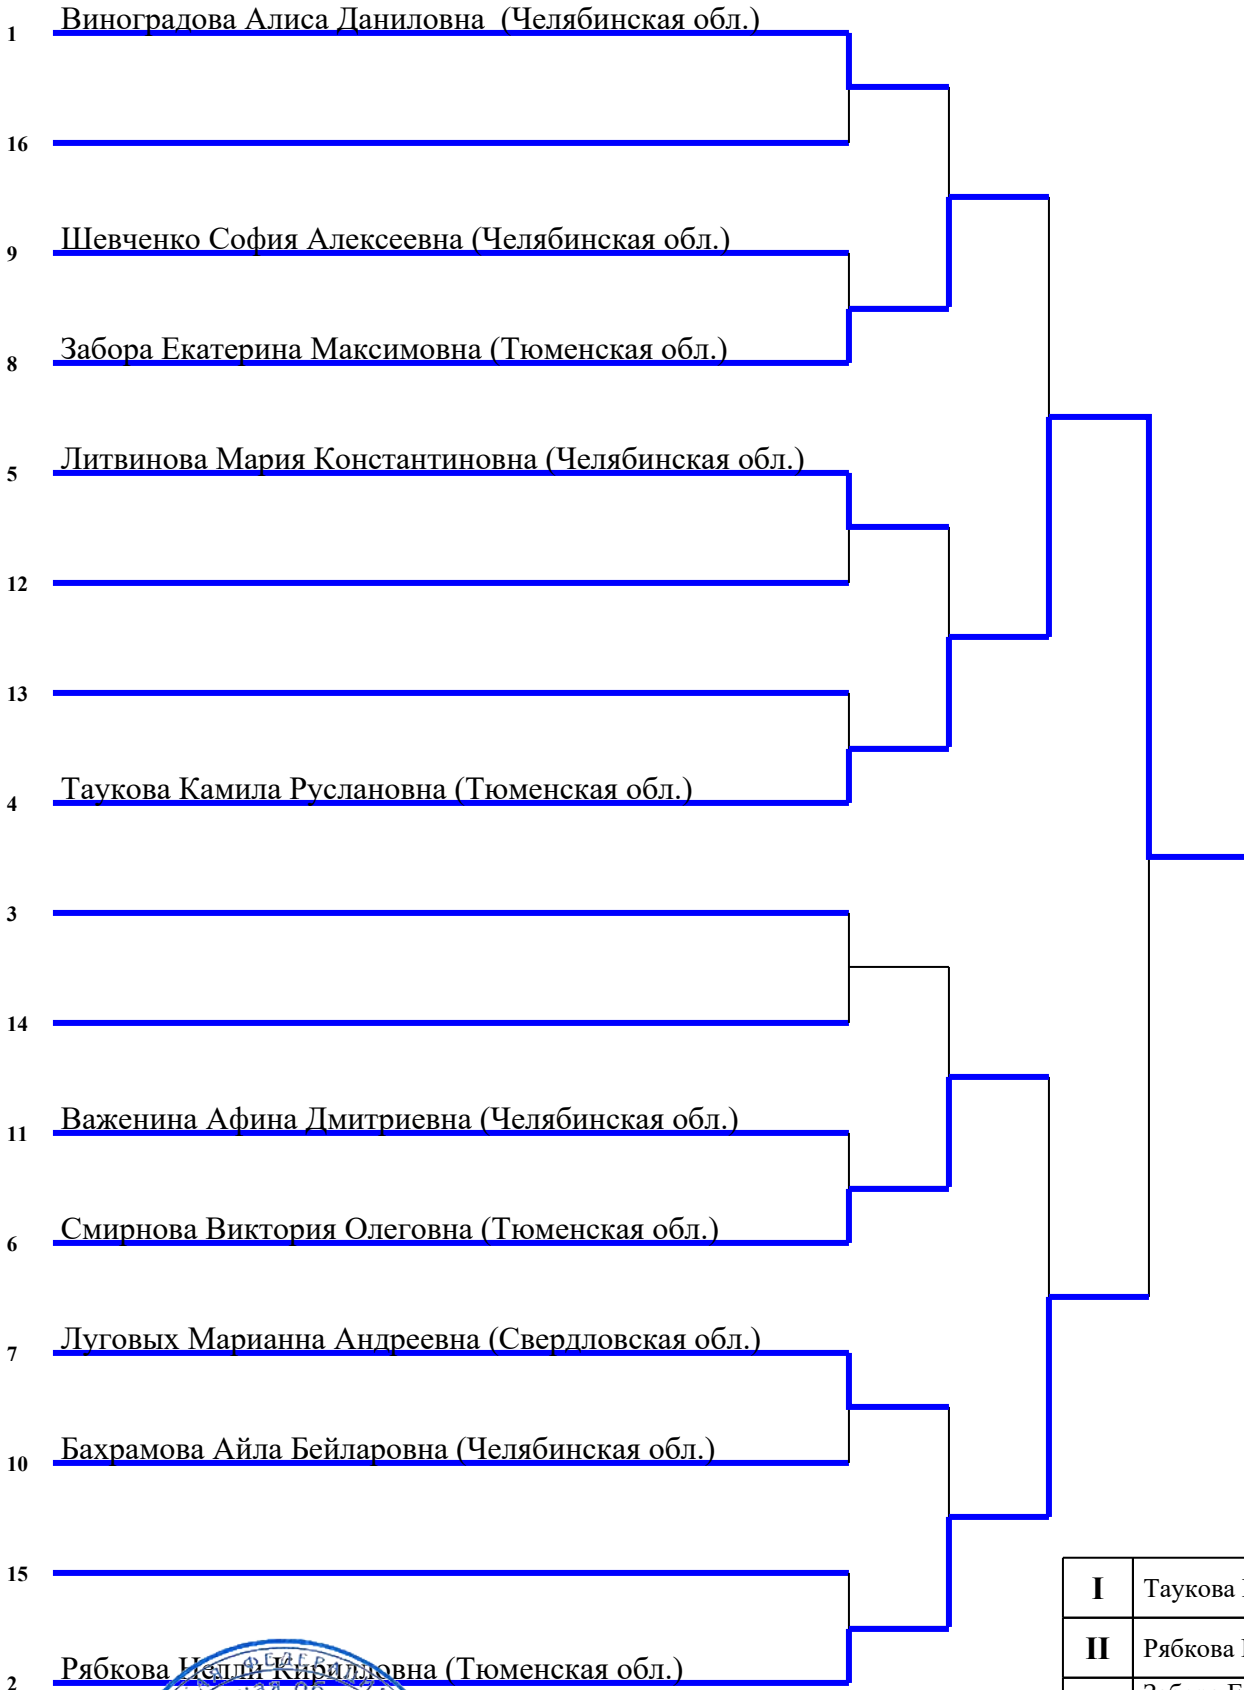 1 Виноградова Алиса Даниловна (Челябинская обл.)
16
9 Шевченко София Алексеевна (Челябинская обл.)
8 Забора Екатерина Максимовна (Тюменская обл.)
5 Литвинова Мария Константиновна (Челябинская обл.)
12
13
4 Таукова Камила Руслановна (Тюменская обл.)
3
14
11 Важенина Афина Дмитриевна (Челябинская обл.)
6 Смирнова Виктория Олеговна (Тюменская обл.)
7 Луговых Марианна Андреевна (Свердловская обл.)
10 Бахрамова Айла Бейларовна (Челябинская обл.)
15
I Таукова
II Рябкова
2 Рябкова Нелли Кирилловна (Тюменская обл.)